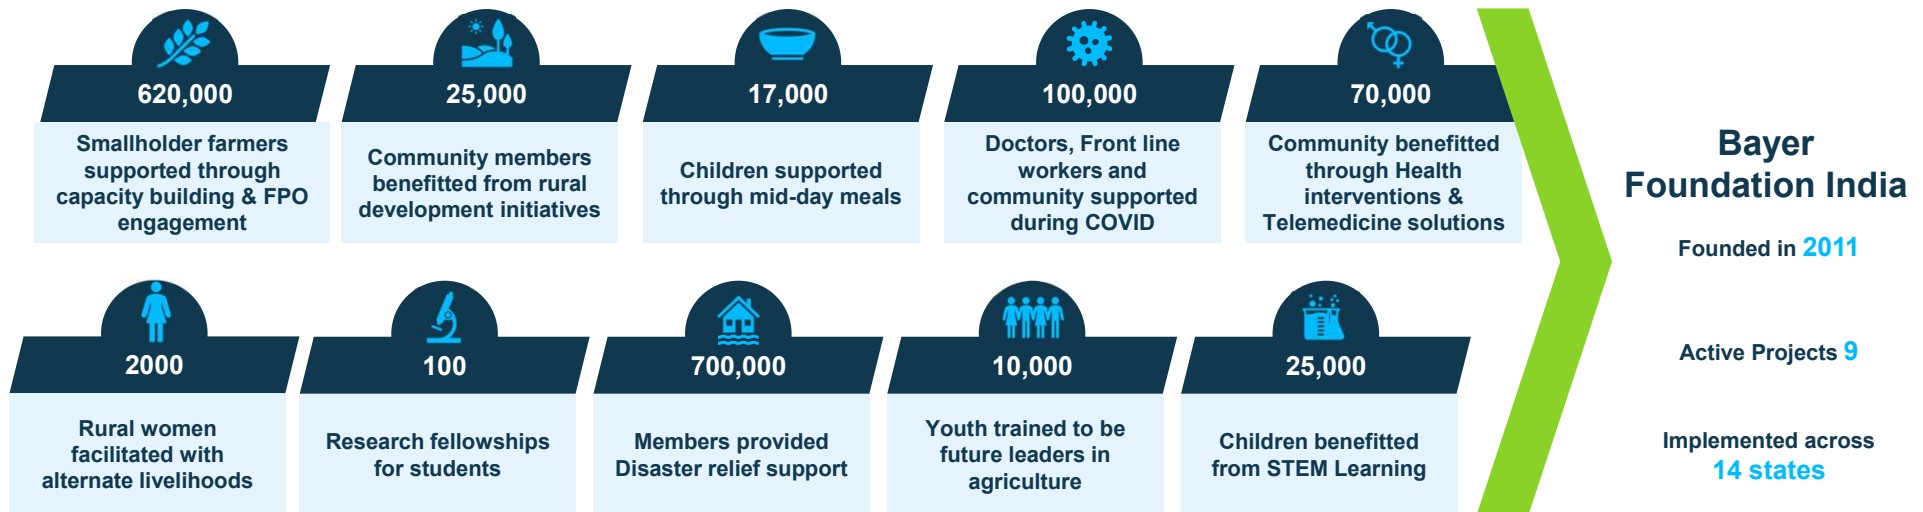 620,000
Smallholder farmers
supported through
capacity building & FPO
engagement
25,000
Community members
benefitted from rural
development initiatives
17,000
Children supported
through mid-day meals
100,000
Doctors, Front line
workers and
community supported
during COVID
70,000
Community benefitted
through Health
interventions &
Telemedicine solutions
2000
Rural women
facilitated with
alternate livelihoods
100
Research fellowships
for students
700,000
Members provided
Disaster relief support
10,000
Youth trained to be
future leaders in
agriculture
25,000
Children benefitted
from STEM Learning
Bayer
Foundation India
Founded in 2011
Active Projects 9
Implemented across
14 states